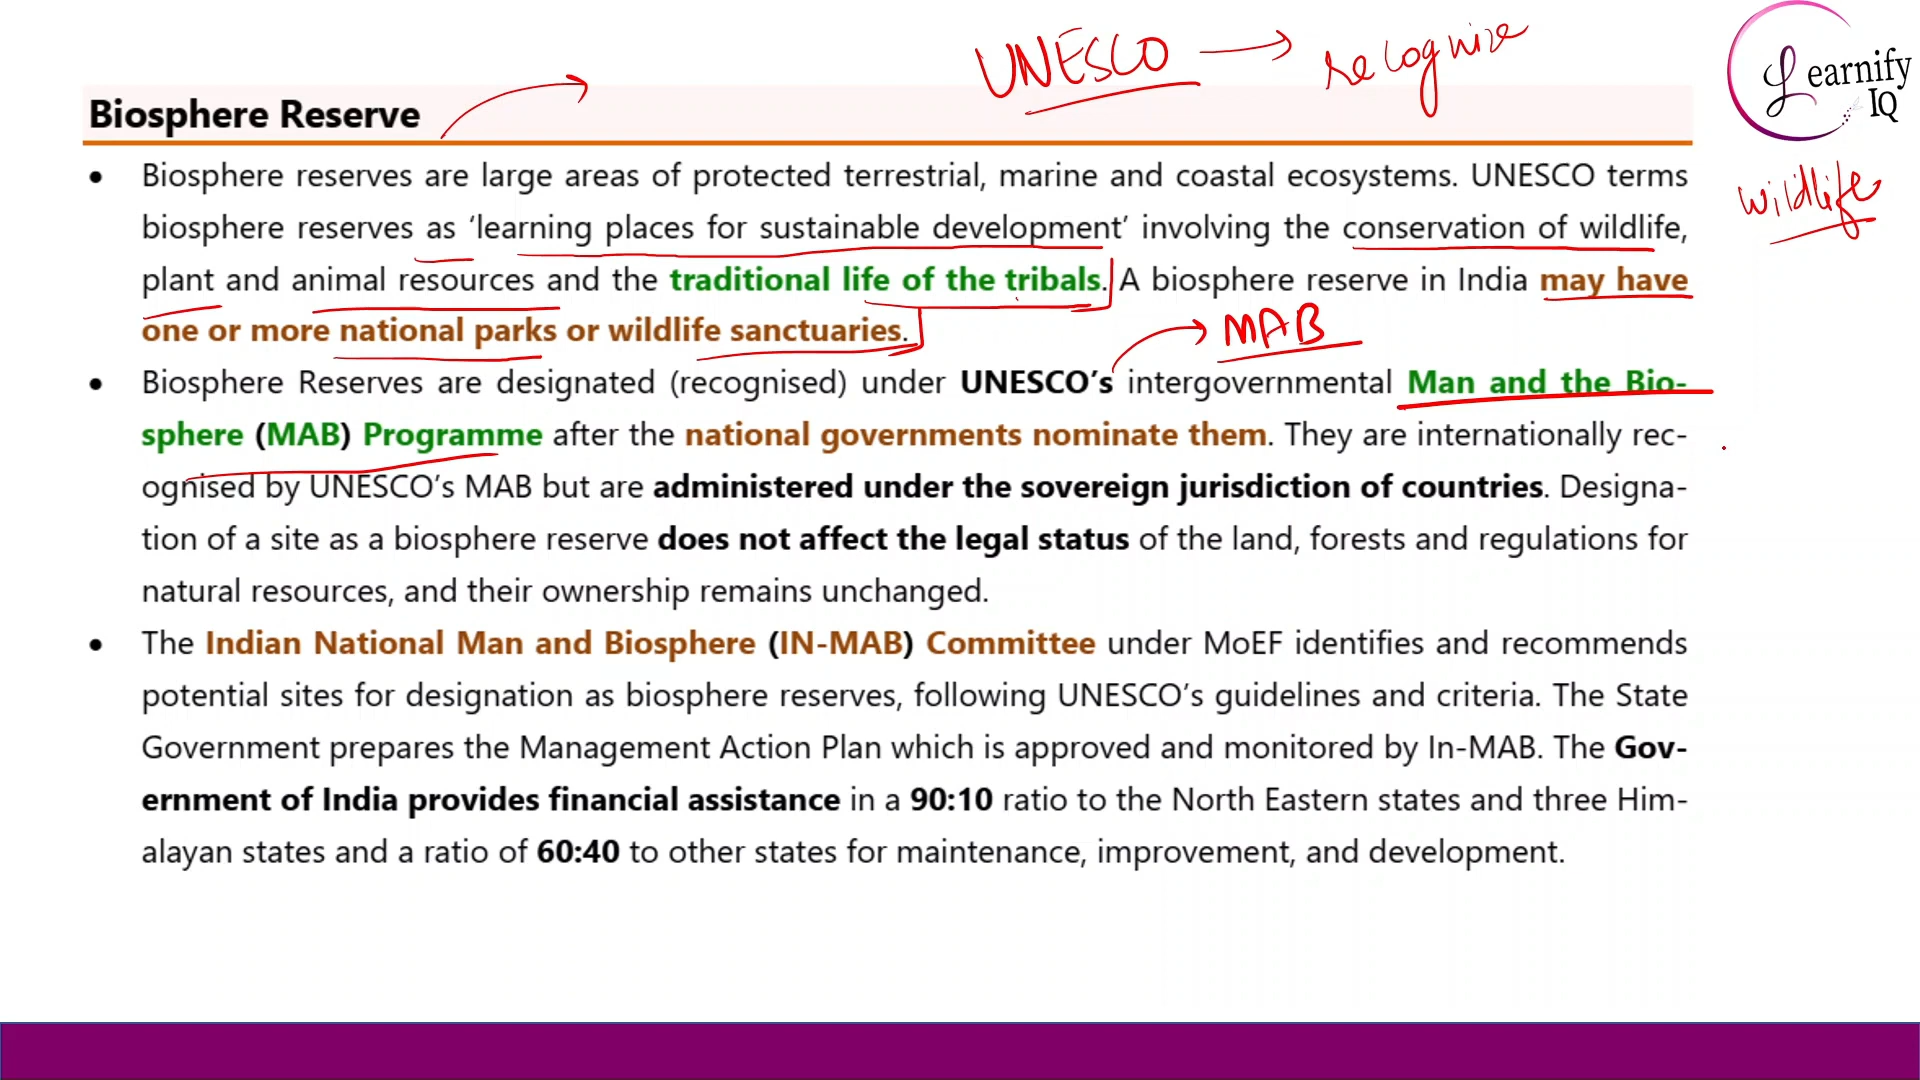 UNESCO → recognize
Learnify
IQ
Biosphere Reserve
wildlife
• Biosphere reserves are large areas of protected terrestrial, marine and coastal ecosystems. UNESCO terms
biosphere reserves as ‘learning places for sustainable development’ involving the conservation of wildlife,
plant and animal resources and the traditional life of the tribals. A biosphere reserve in India may have
one or more national parks or wildlife sanctuaries.
MAB
• Biosphere Reserves are designated (recognised) under UNESCO’s intergovernmental Man and the Bio-
sphere (MAB) Programme after the national governments nominate them. They are internationally rec-
ognised by UNESCO’s MAB but are administered under the sovereign jurisdiction of countries. Designa-
tion of a site as a biosphere reserve does not affect the legal status of the land, forests and regulations for
natural resources, and their ownership remains unchanged.
• The Indian National Man and Biosphere (IN-MAB) Committee under MoEF identifies and recommends
potential sites for designation as biosphere reserves, following UNESCO’s guidelines and criteria. The State
Government prepares the Management Action Plan which is approved and monitored by In-MAB. The Gov-
ernment of India provides financial assistance in a 90:10 ratio to the North Eastern states and three Him-
alayan states and a ratio of 60:40 to other states for maintenance, improvement, and development.